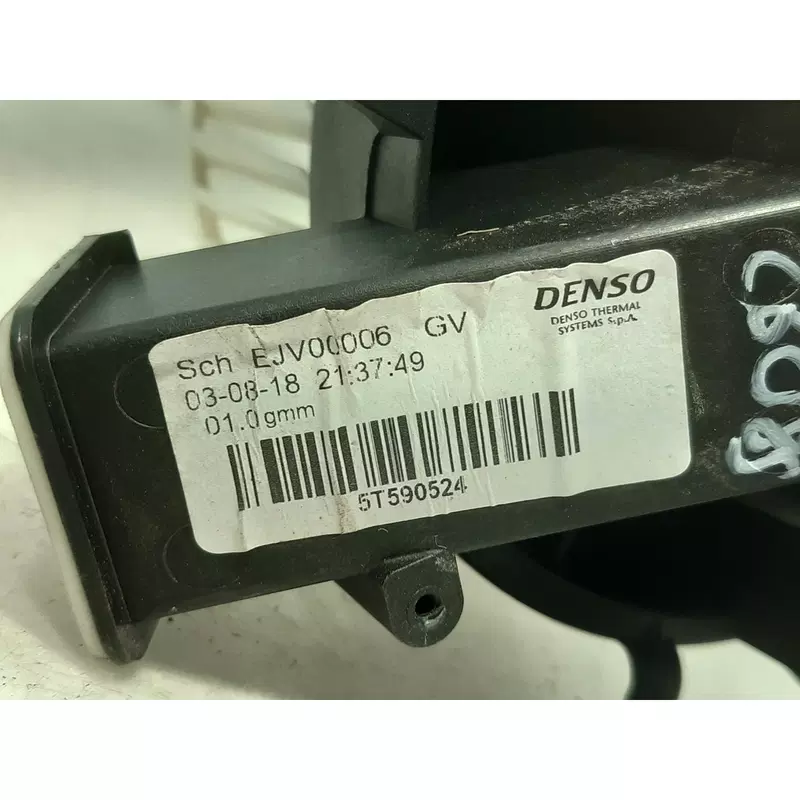 DENSO
DENSO THERMAL
SYSTEMS S.p.A.
Sch EJV00006 GV
03-08-18 21:37:49
01.0gmm
5T590524